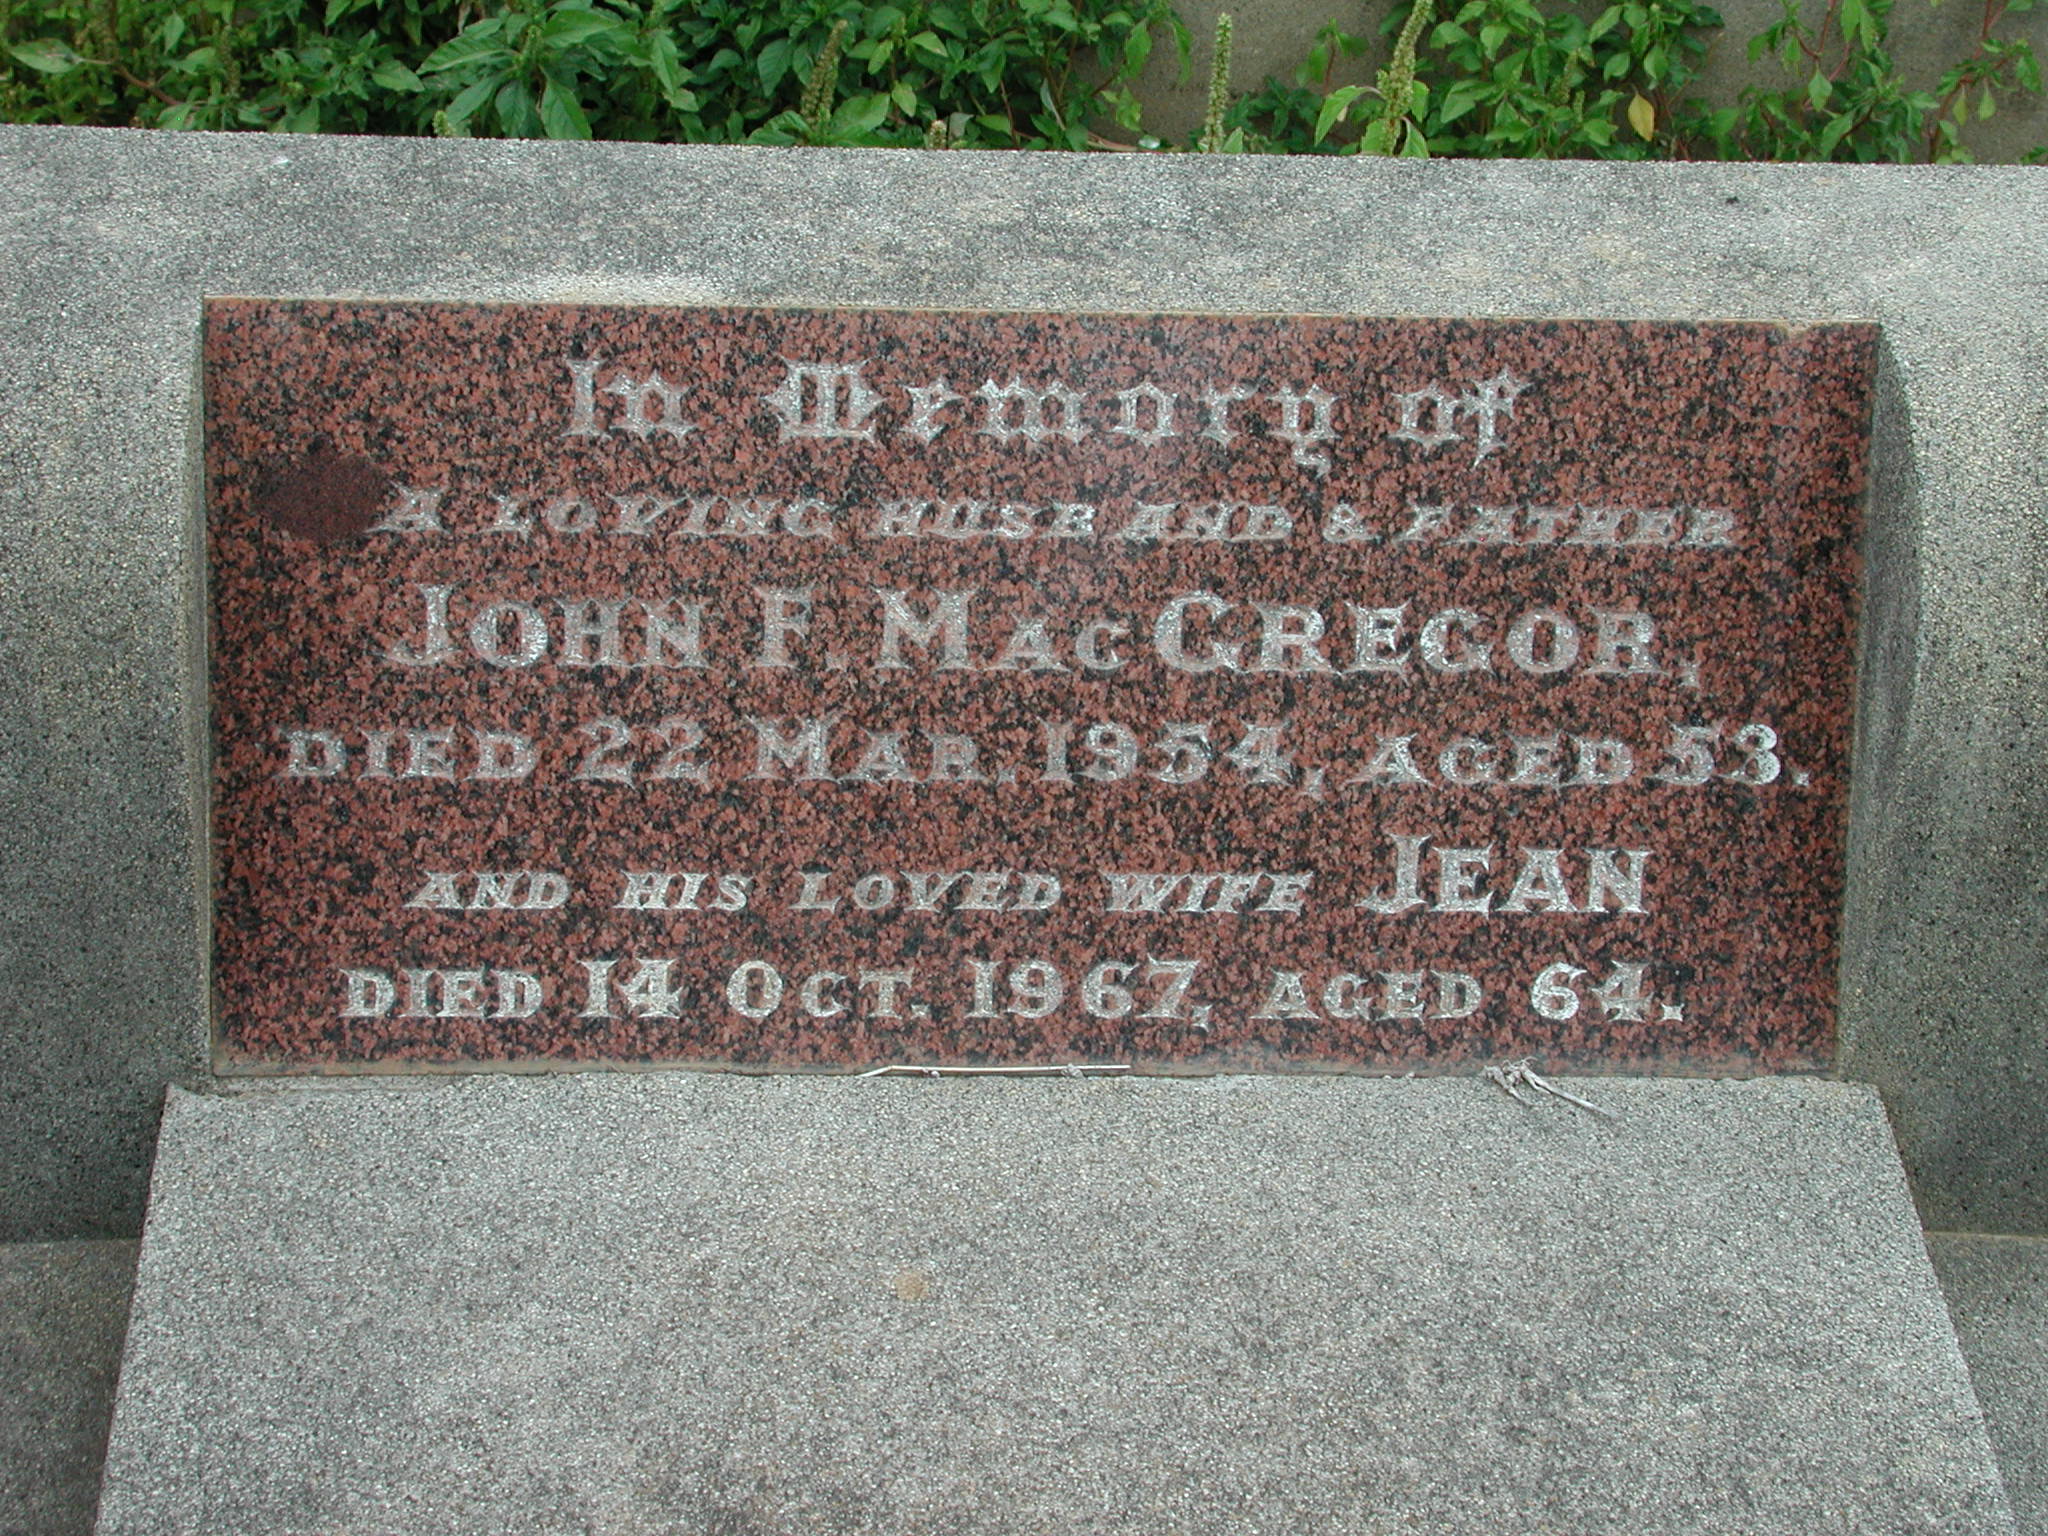 In Memory of
A LOVING HUSBAND & FATHER
JOHN F. MACGREGOR,
DIED 22 MAR. 1954, AGED 53.
AND HIS LOVED WIFE JEAN
DIED 14 OCT. 1967, AGED 64.